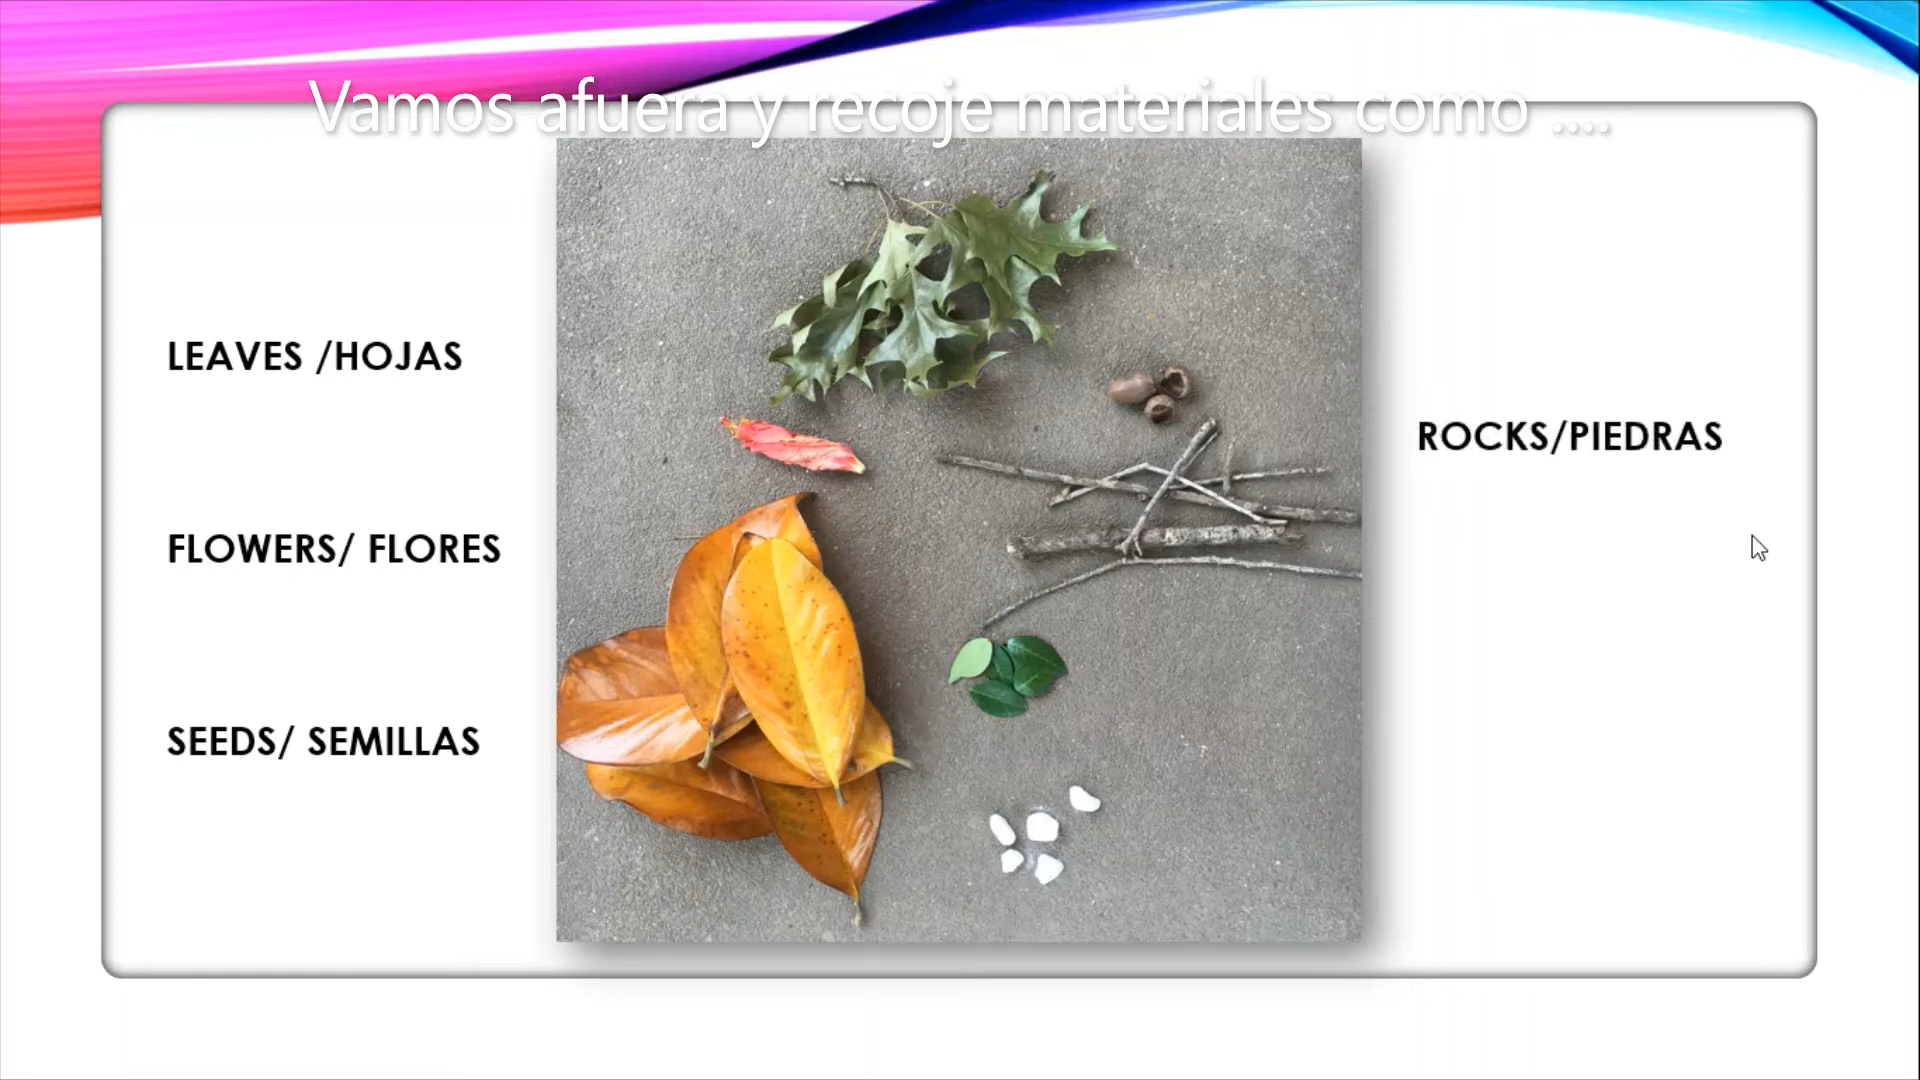 Vamos afuera y recoje materiales como ....
LEAVES /HOJAS
FLOWERS/ FLORES
SEEDS/ SEMILLAS
ROCKS/PIEDRAS